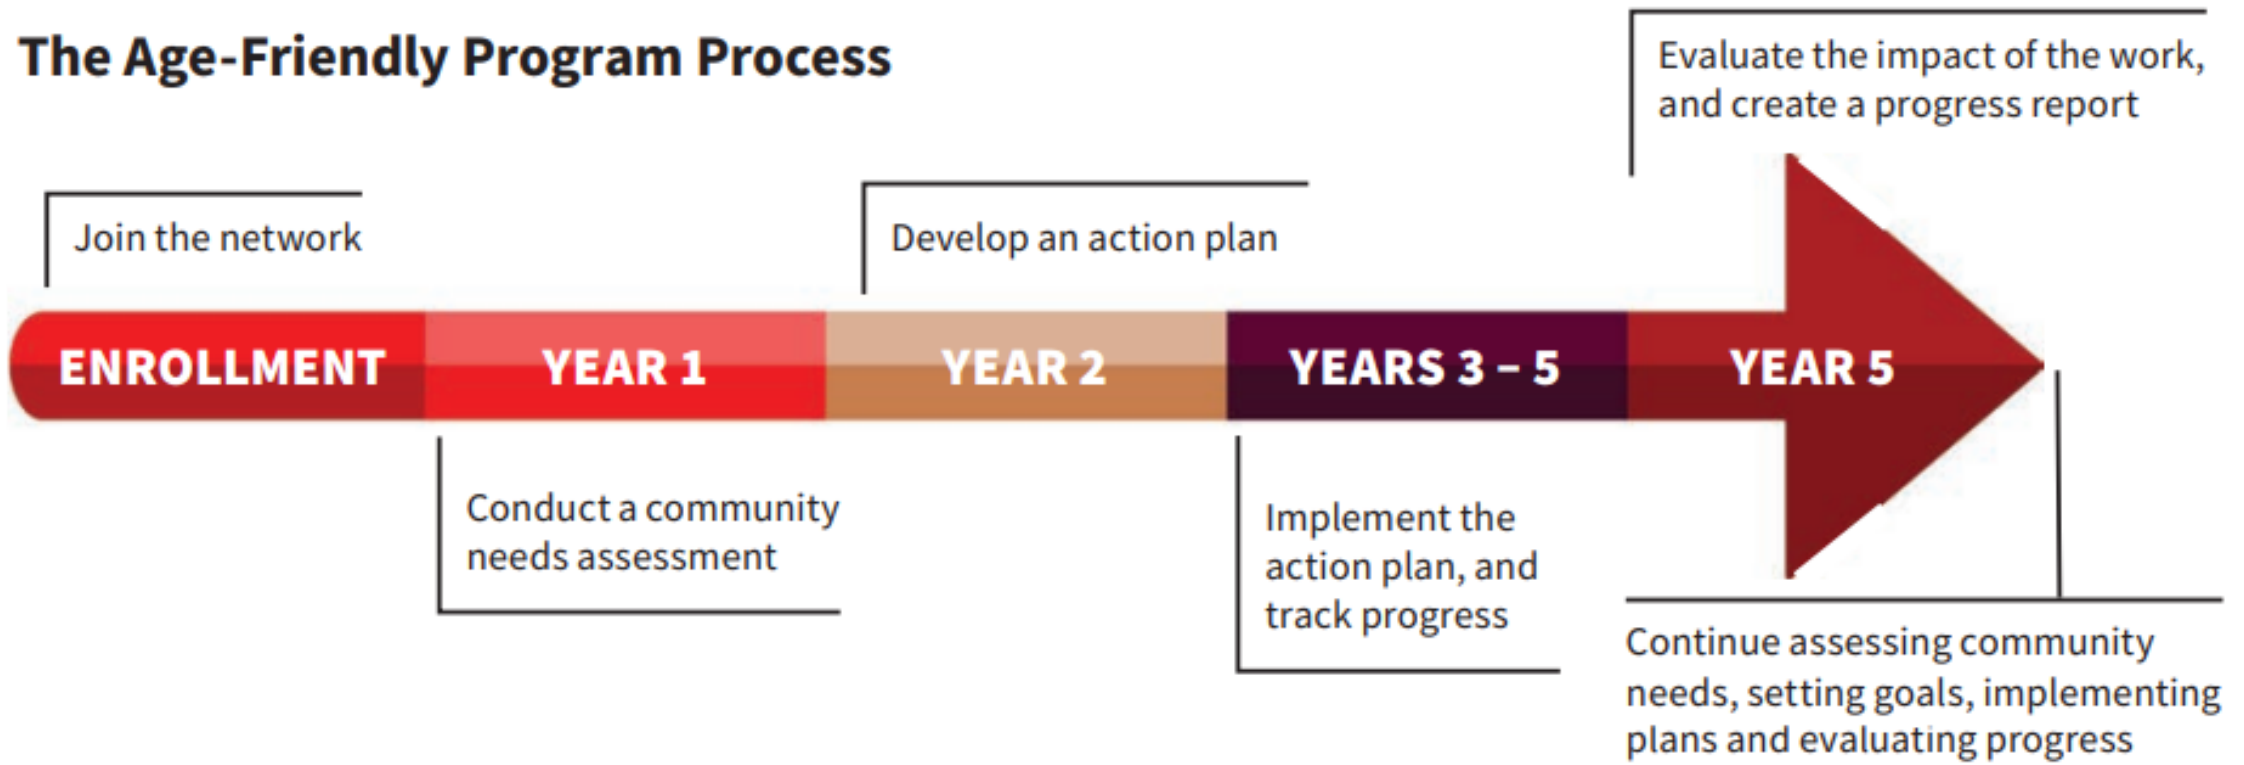 The Age-Friendly Program Process
Evaluate the impact of the work,
and create a progress report
Join the network
Develop an action plan
ENROLLMENT
YEAR 1
YEAR 2
YEARS 3 – 5
YEAR 5
Conduct a community
needs assessment
Implement the
action plan, and
track progress
Continue assessing community
needs, setting goals, implementing
plans and evaluating progress